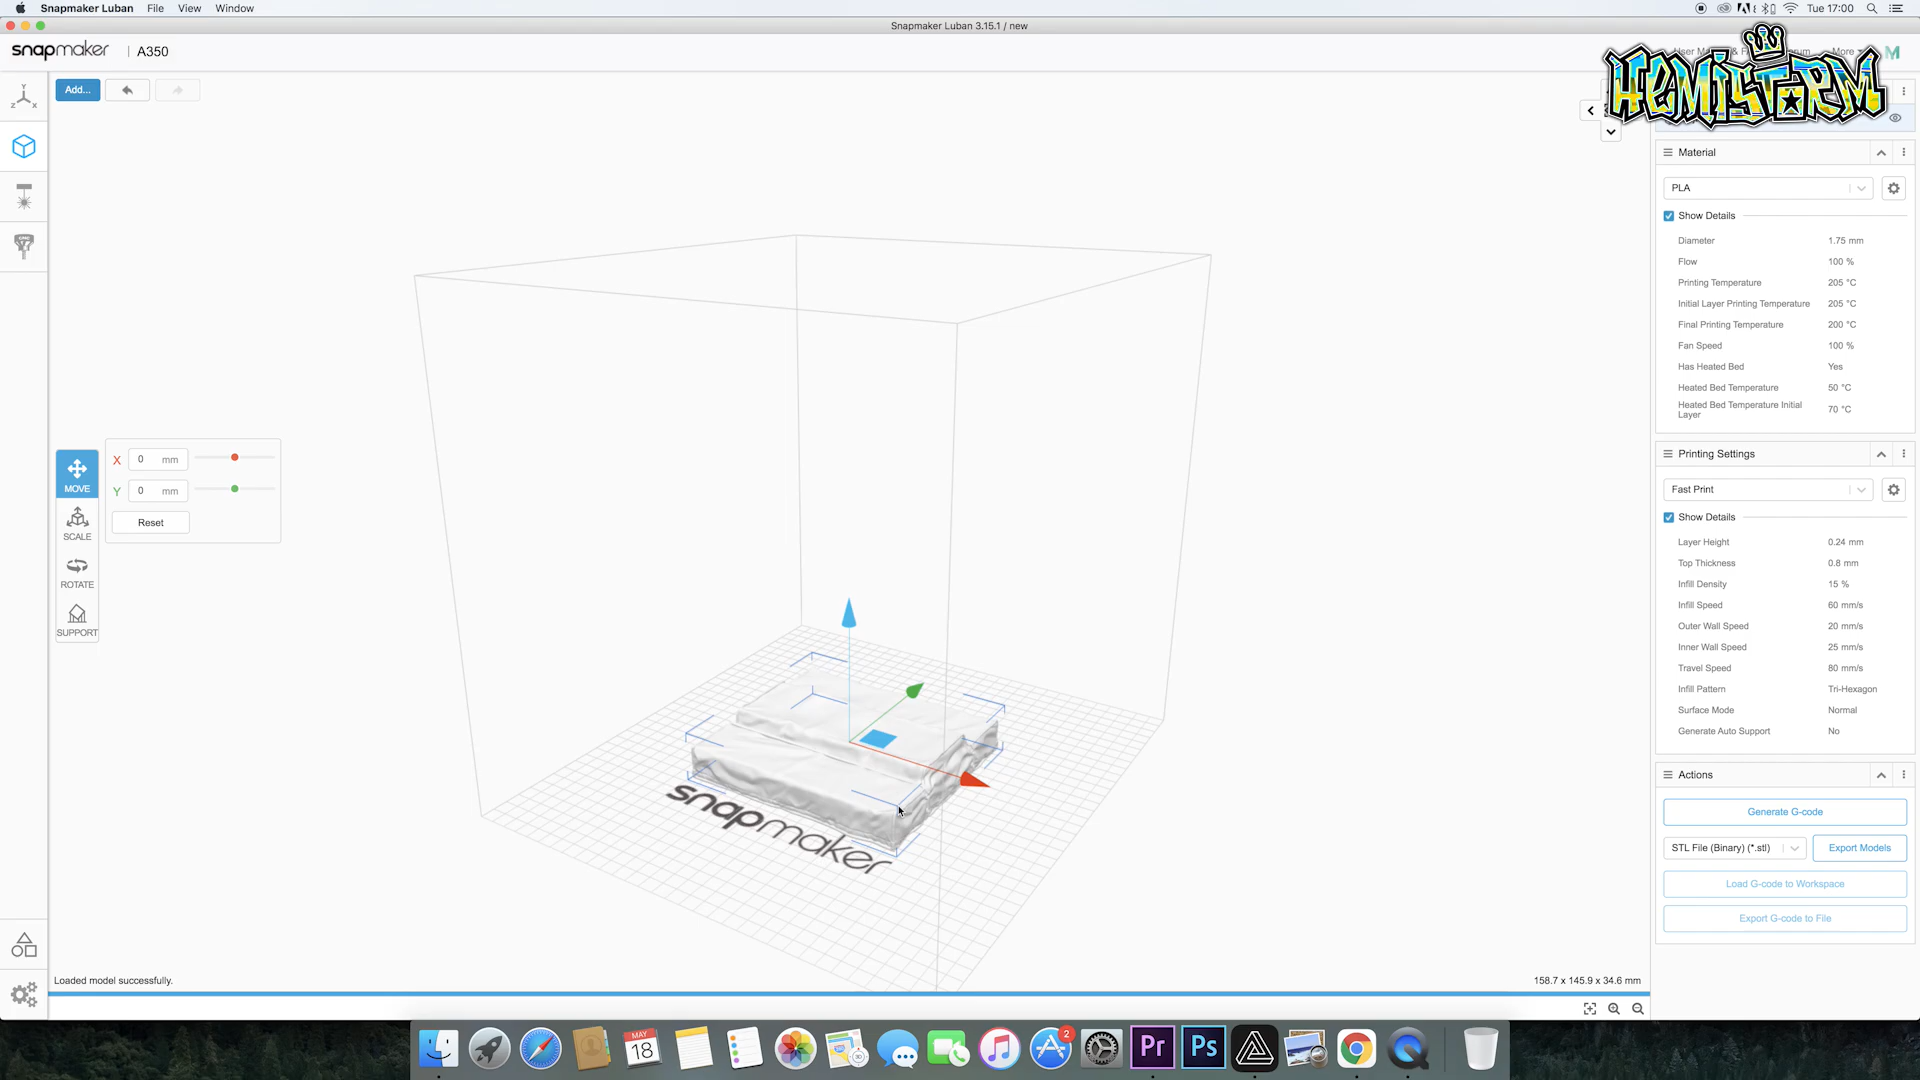 Snapmaker Luban File View Window
Tue 17:00
Snapmaker Luban 3.15.1 / new
snapmaker | A350
More
HEMISTORM
Add...
Material
PLA
Show Details
Diameter 1.75 mm
Flow 100 %
Printing Temperature 205 °C
Initial Layer Printing Temperature 205 °C
Final Printing Temperature 200 °C
Fan Speed 100 %
Has Heated Bed Yes
Heated Bed Temperature 50 °C
Heated Bed Temperature Initial
Layer 70 °C
Printing Settings
Fast Print
Show Details
Layer Height 0.24 mm
Top Thickness 0.8 mm
Infill Density 15 %
Infill Speed 60 mm/s
Outer Wall Speed 20 mm/s
Inner Wall Speed 25 mm/s
Travel Speed 80 mm/s
Infill Pattern Tri-Hexagon
Surface Mode Normal
Generate Auto Support No
Actions
Generate G-code
STL File (Binary) (*.stl) Export Models
Load G-code to Workspace
Export G-code to File
X 0 mm
Y 0 mm
Reset
MOVE
SCALE
ROTATE
SUPPORT
snapmaker
Loaded model successfully.
158.7 x 145.9 x 34.6 mm
MAY
18
2
Pr
Ps